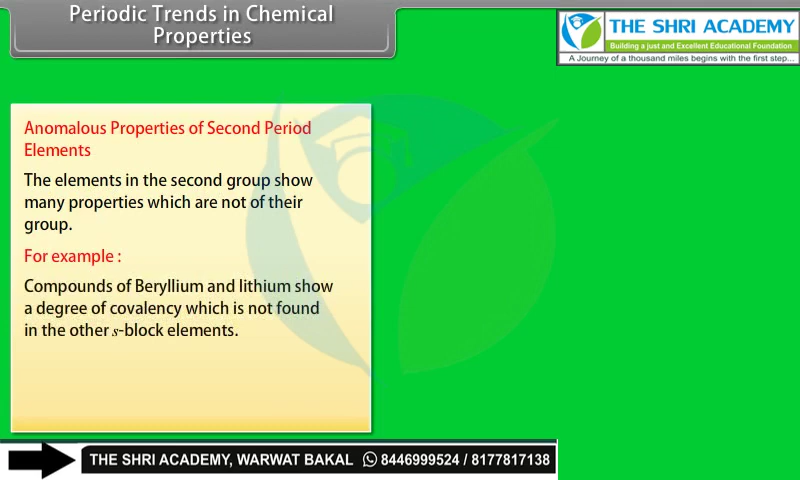 Periodic Trends in Chemical
Properties
THE SHRI ACADEMY
Building a just and Excellent Educational Foundation
A Journey of a thousand miles begins with the first step...
Anomalous Properties of Second Period
Elements
The elements in the second group show
many properties which are not of their
group.
For example :
Compounds of Beryllium and lithium show
a degree of covalency which is not found
in the other s-block elements.
THE SHRI ACADEMY, WARWAT BAKAL 8446999524 / 8177817138